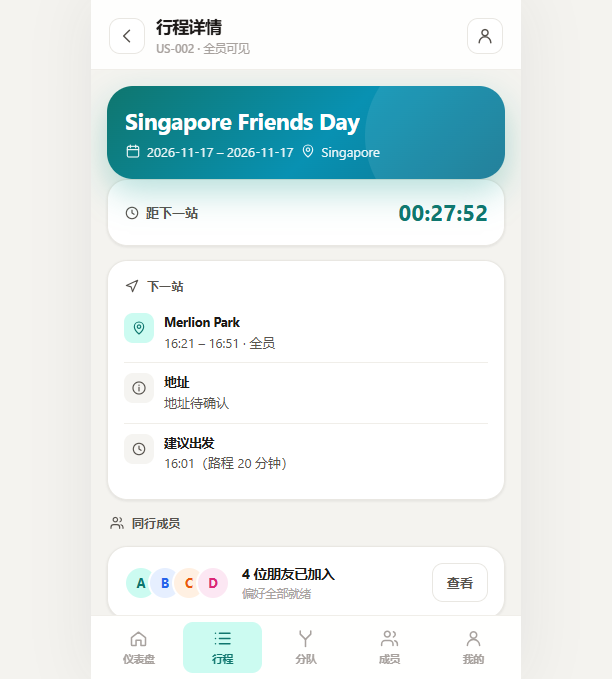 行程详情
US-002 · 全员可见
Singapore Friends Day
2026-11-17 – 2026-11-17 Singapore
距下一站 00:27:52
下一站
Merlion Park
16:21 – 16:51 · 全员
地址
地址待确认
建议出发
16:01（路程 20 分钟）
同行成员
A B C D
4 位朋友已加入
偏好全部就绪
查看
仪表盘 行程 分队 成员 我的